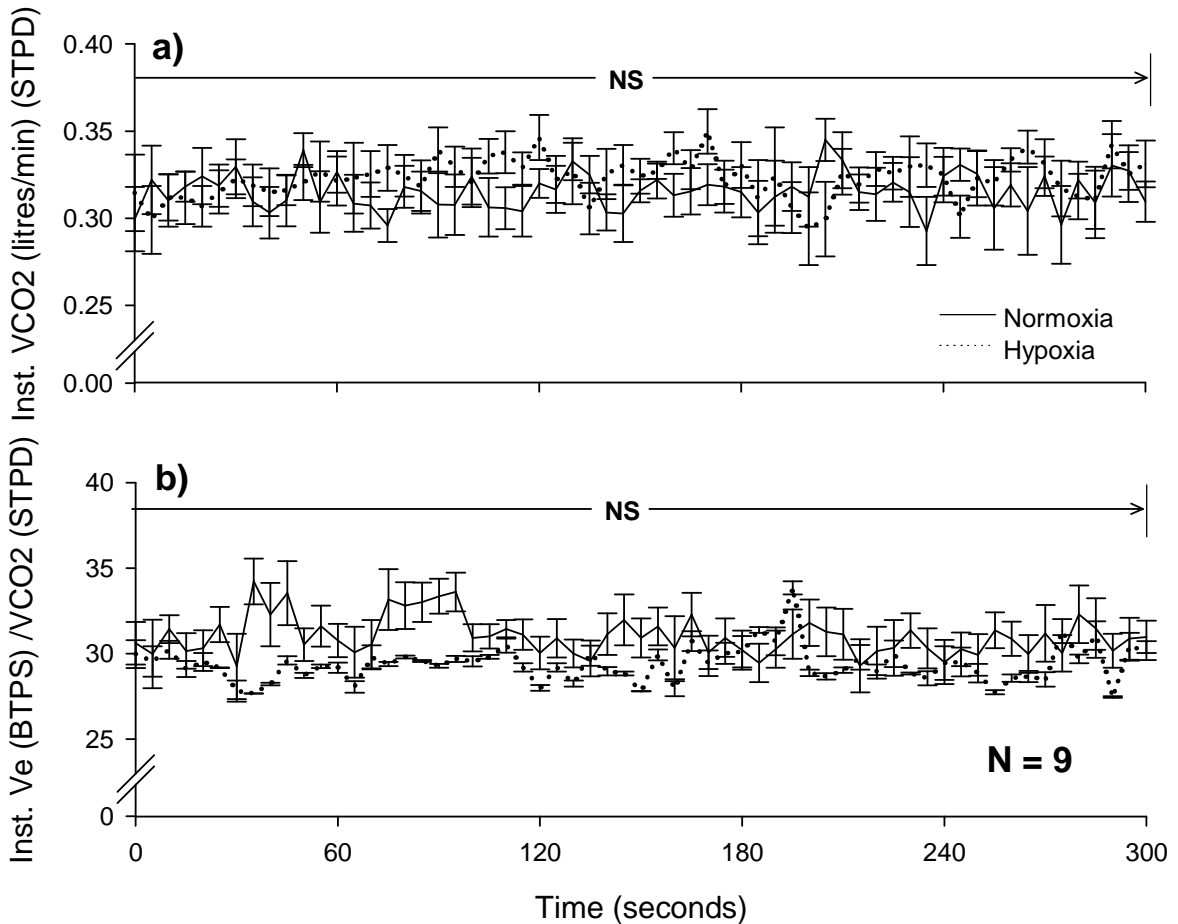 Inst. VCO2 (litres/min) (STPD)
a)
0.40
NS
0.35
0.30
0.25
Normoxia
Hypoxia
0.00
Inst. Ve (BTPS) /VCO2 (STPD)
b)
40
NS
35
30
25
N = 9
0
0 60 120 180 240 300
Time (seconds)